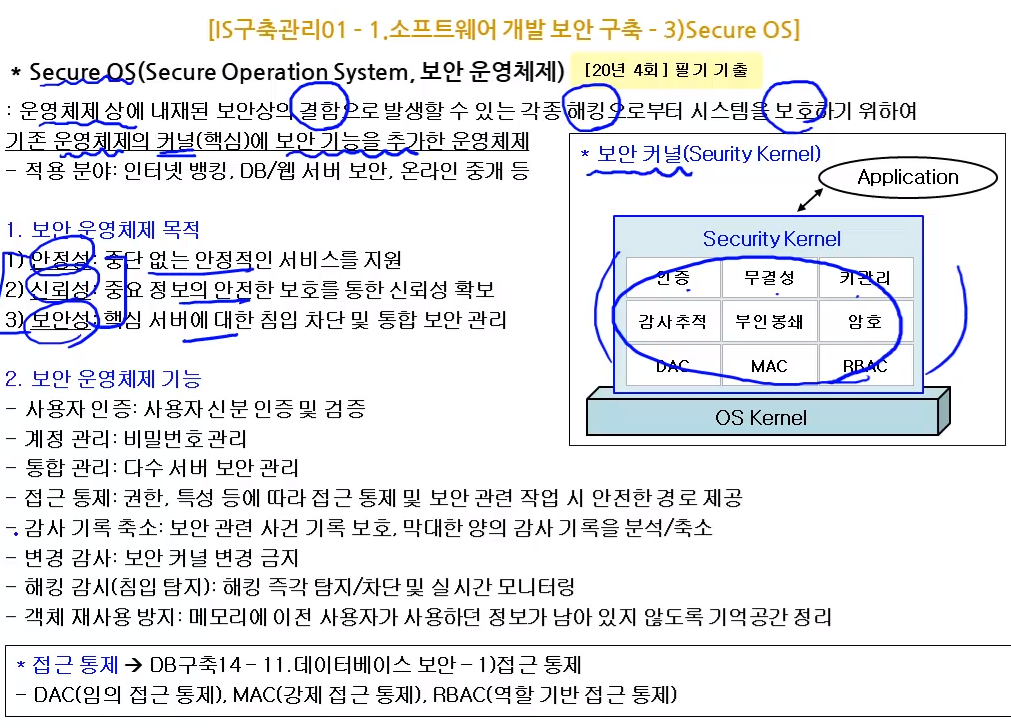 [IS구축관리01 - 1.소프트웨어 개발 보안 구축 - 3)Secure OS]
* Secure OS(Secure Operation System, 보안 운영체제) [20년 4회] 필기 기출
: 운영체제 상에 내재된 보안상의 결함으로 발생할 수 있는 각종 해킹으로부터 시스템을 보호하기 위하여
기존 운영체제의 커널(핵심)에 보안 기능을 추가한 운영체제
- 적용 분야: 인터넷 뱅킹, DB/웹 서버 보안, 온라인 중개 등
1. 보안 운영체제 목적
1) 안정성: 중단 없는 안정적인 서비스를 지원
2) 신뢰성: 중요 정보의 안전한 보호를 통한 신뢰성 확보
3) 보안성: 핵심 서버에 대한 침입 차단 및 통합 보안 관리
* 보안 커널(Seurity Kernel)
Application
Security Kernel
인증 무결성 키관리
감사추적 부인봉쇄 암호
DAC MAC RBAC
OS Kernel
2. 보안 운영체제 기능
- 사용자 인증: 사용자 신분 인증 및 검증
- 계정 관리: 비밀번호 관리
- 통합 관리: 다수 서버 보안 관리
- 접근 통제: 권한, 특성 등에 따라 접근 통제 및 보안 관련 작업 시 안전한 경로 제공
- 감사 기록 축소: 보안 관련 사건 기록 보호, 막대한 양의 감사 기록을 분석/축소
- 변경 감사: 보안 커널 변경 금지
- 해킹 감시(침입 탐지): 해킹 즉각 탐지/차단 및 실시간 모니터링
- 객체 재사용 방지: 메모리에 이전 사용자가 사용하던 정보가 남아 있지 않도록 기억공간 정리
* 접근 통제 → DB구축14 - 11.데이터베이스 보안 - 1)접근 통제
- DAC(임의 접근 통제), MAC(강제 접근 통제), RBAC(역할 기반 접근 통제)